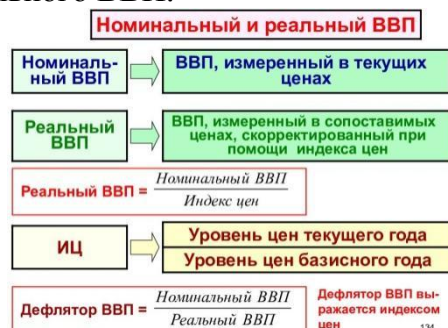 Номинальный и реальный ВВП
Номиналь-
ный ВВП
ВВП, измеренный в текущих
ценах
Реальный
ВВП
ВВП, измеренный в сопоставимых
ценах, скорректированный при
помощи индекса цен
Реальный ВВП = Номинальный ВВП
Индекс цен
ИЦ
Уровень цен текущего года
Уровень цен базисного года
Дефлятор ВВП = Номинальный ВВП
Реальный ВВП
Дефлятор ВВП вы-
ражается индексом
цен